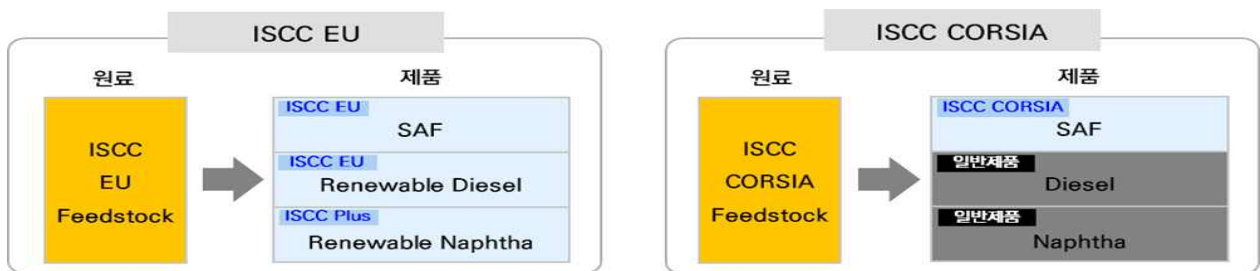 ISCC EU
원료
제품
ISCC
EU
Feedstock
ISCC EU
SAF
ISCC EU
Renewable Diesel
ISCC Plus
Renewable Naphtha
ISCC CORSIA
원료
제품
ISCC
CORSIA
Feedstock
ISCC CORSIA
SAF
일반제품
Diesel
일반제품
Naphtha